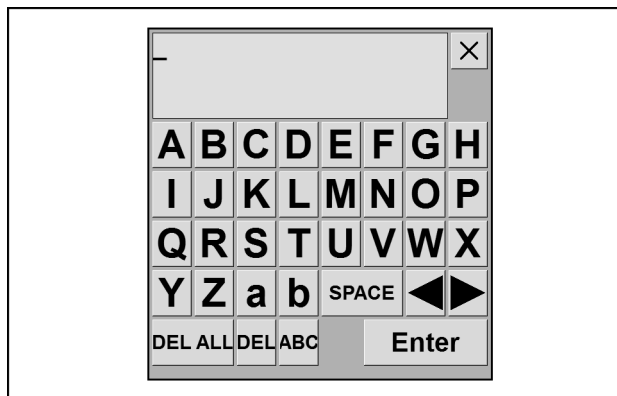 _
×
A B C D E F G H
I J K L M N O P
Q R S T U V W X
Y Z a b SPACE ◀ ▶
DEL ALL DEL ABC Enter